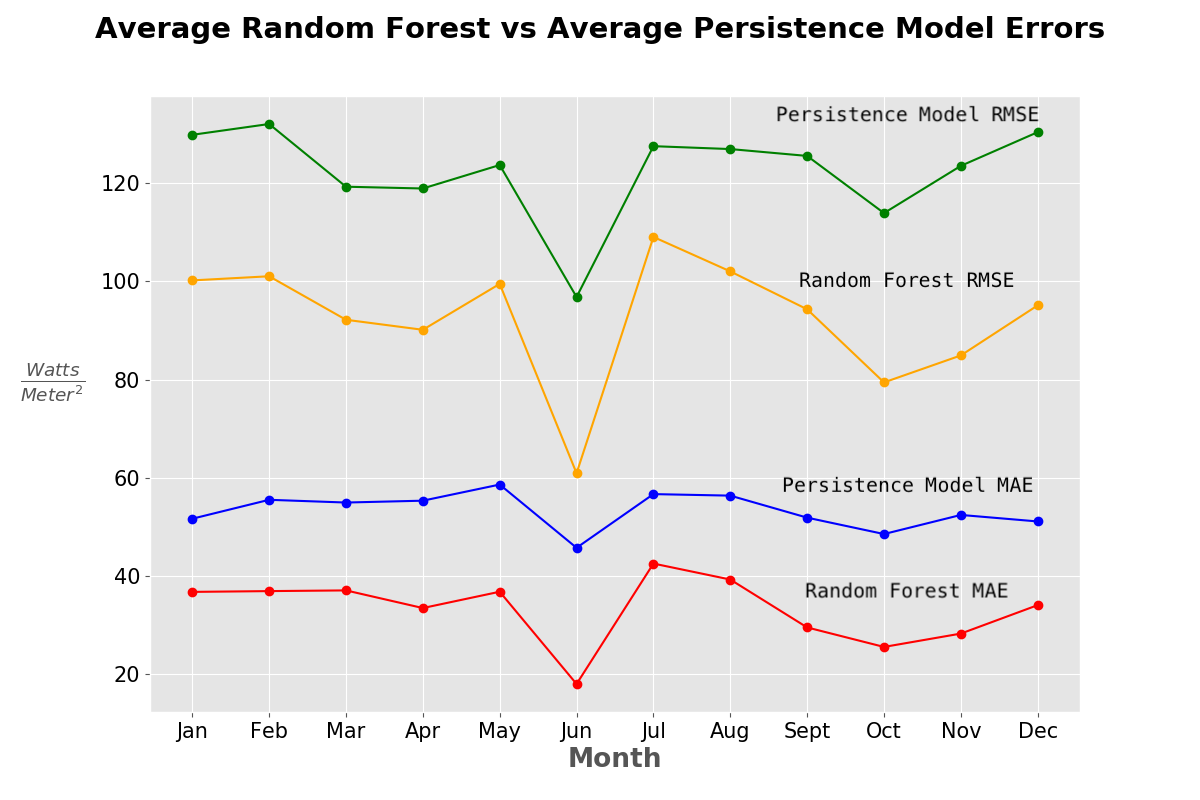 Average Random Forest vs Average Persistence Model Errors
Persistence Model RMSE
120
100
Random Forest RMSE
Watts
Meter²
80
60
Persistence Model MAE
40
Random Forest MAE
20
Jan Feb Mar Apr May Jun Jul Aug Sept Oct Nov Dec
Month